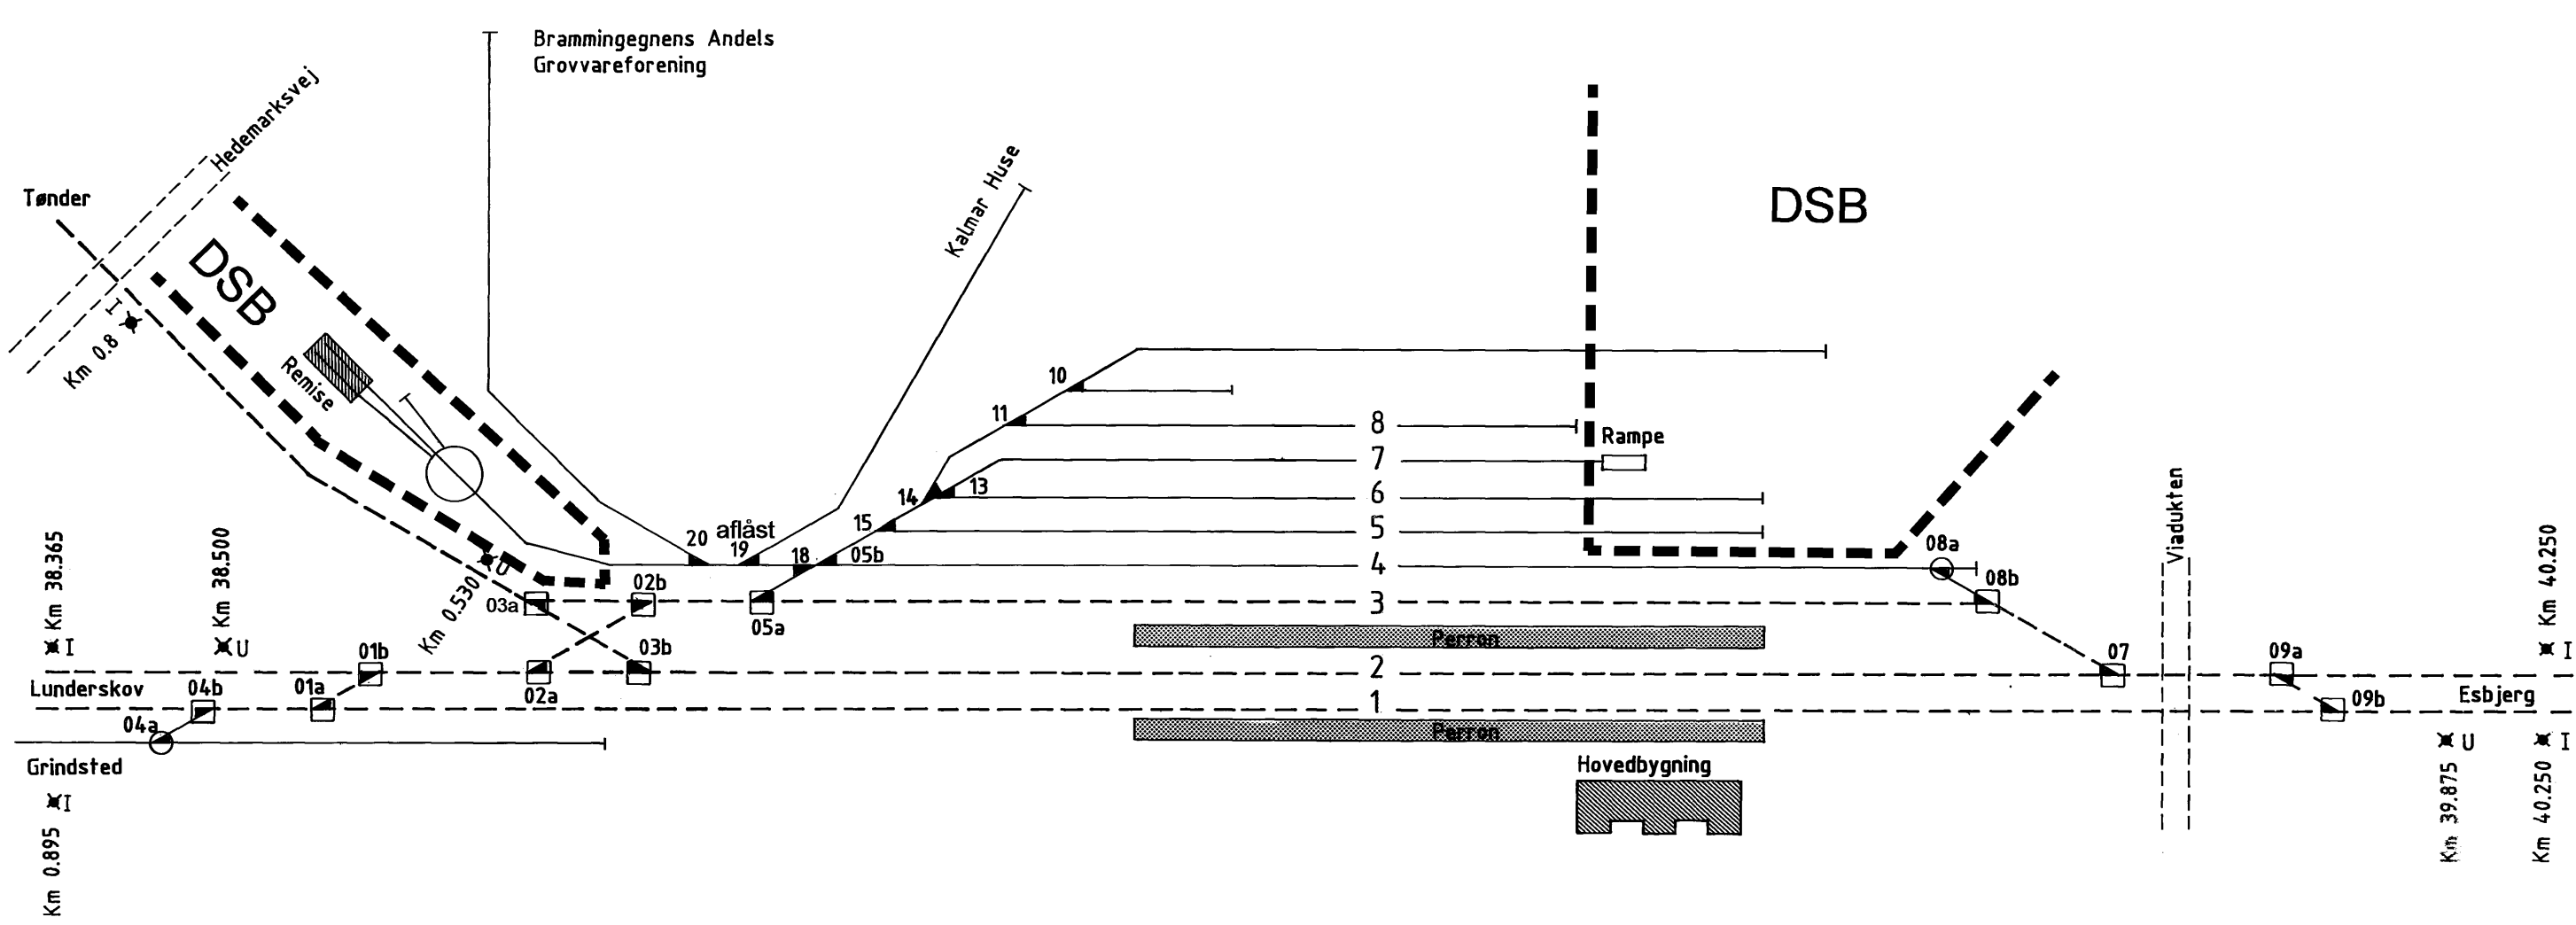 Brammingegnens Andels
Grovvareforening
Hedemarksvej
Tønder
DSB
DSB
Kalmar Huse
I
Km 0.8
Remise
10
11
8
Rampe
7
14
13
6
15
5
20
aflåst
19
18
05b
4
08a
Viadukten
Km 38.365
Km 38.500
U
Km 0.530
03a
02b
05a
3
08b
Km 40.250
I
U
01b
03b
Perron
07
09a
I
Lunderskov
04b
01a
02a
2
1
09b
Esbjerg
04a
Perron
Grindsted
Hovedbygning
U
I
I
Km 0.895
Km 39.875
Km 40.250